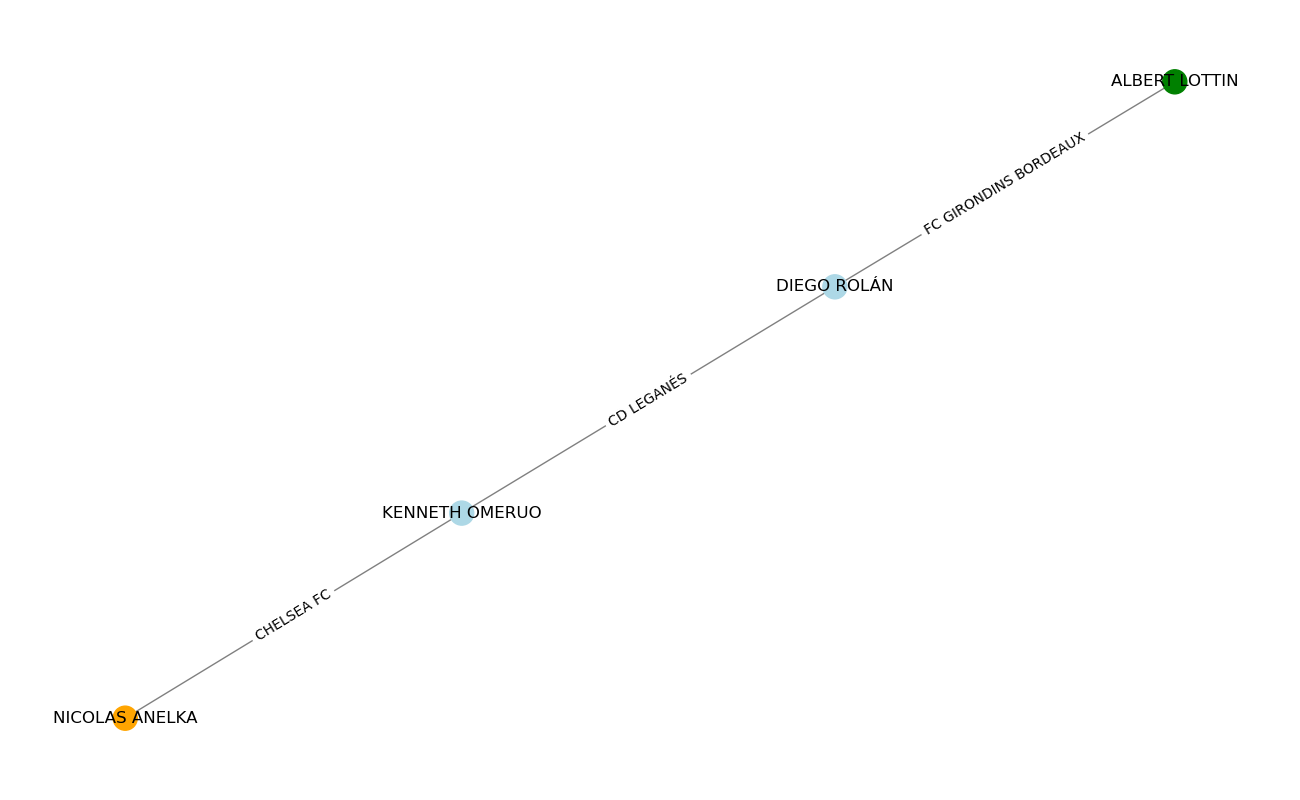 ALBERT LOTTIN
FC GIRONDINS BORDEAUX
DIEGO ROLÁN
CD LEGANÉS
KENNETH OMERUO
CHELSEA FC
NICOLAS ANELKA